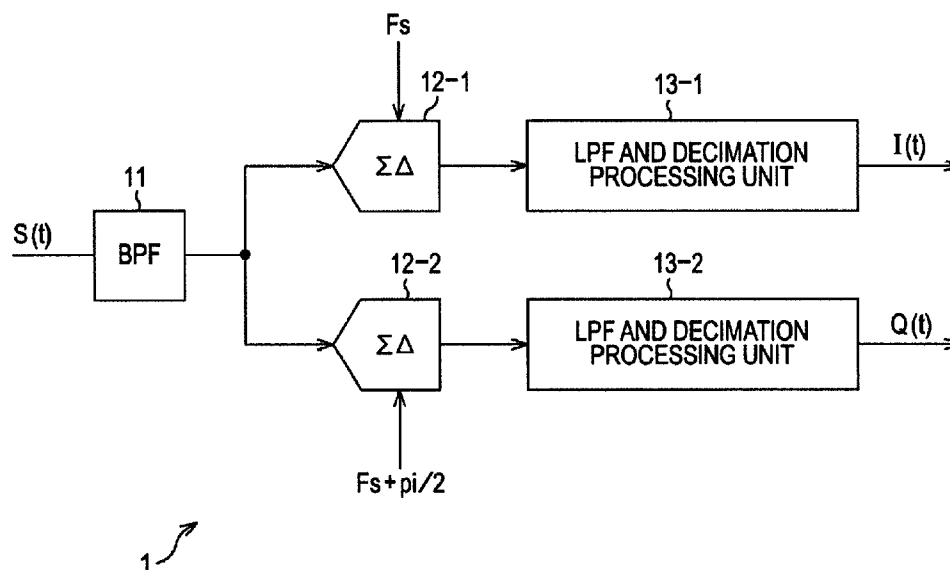 Fs
12-1
ΣΔ
13-1
LPF AND DECIMATION
PROCESSING UNIT
I(t)
11
S(t)
BPF
12-2
ΣΔ
13-2
LPF AND DECIMATION
PROCESSING UNIT
Q(t)
Fs+pi/2
1